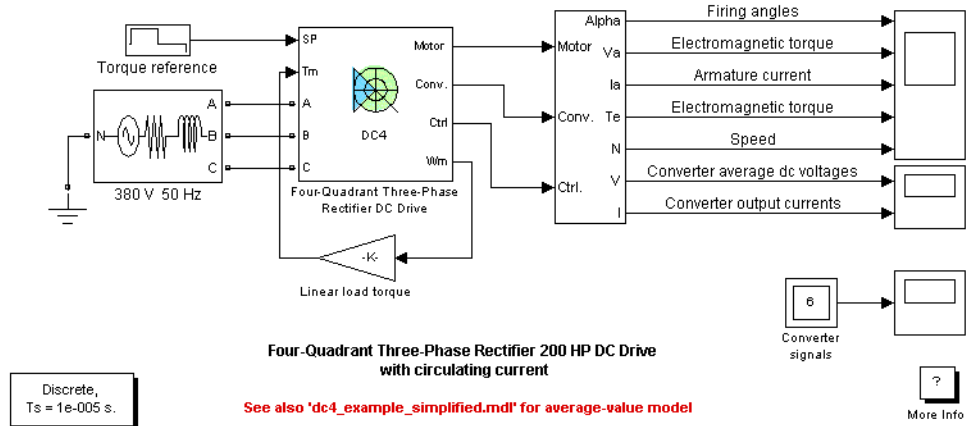 Torque reference
N
A
B
C
380 V  50 Hz
SP
Tm
A
B
C
Motor
Conv.
Ctrl
Wm
DC4
Four-Quadrant Three-Phase
Rectifier DC Drive
-K-
Linear load torque
Motor
Conv.
Ctrl.
Alpha
Va
Ia
Te
N
V
I
Firing angles
Electromagnetic torque
Armature current
Electromagnetic torque
Speed
Converter average dc voltages
Converter output currents
6
Converter
signals
Four-Quadrant Three-Phase Rectifier 200 HP DC Drive
with circulating current
See also 'dc4_example_simplified.mdl' for average-value model
Discrete,
Ts = 1e-005 s.
?
More Info